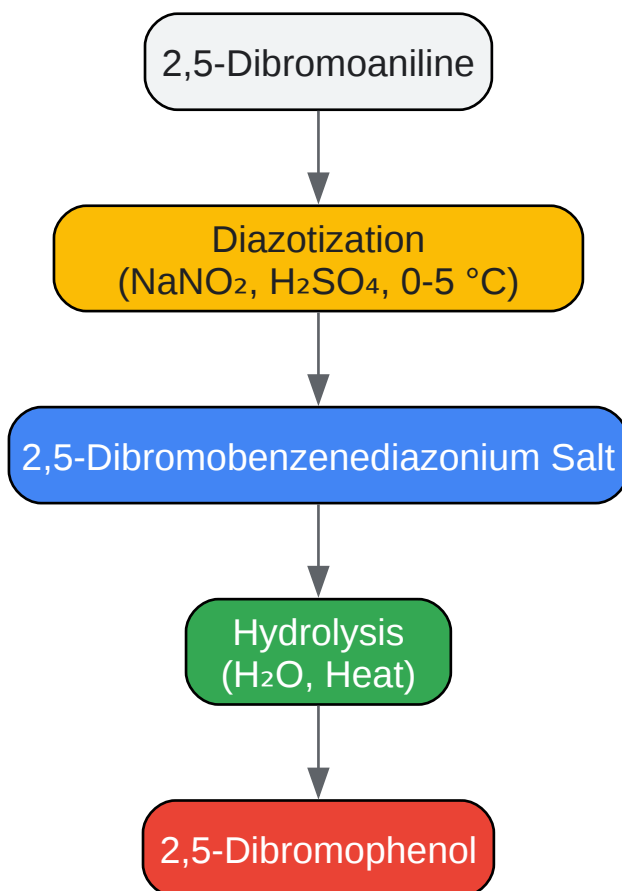 2,5-Dibromoaniline
Diazotization
(NaNO₂, H₂SO₄, 0-5 °C)
2,5-Dibromobenzenediazonium Salt
Hydrolysis
(H₂O, Heat)
2,5-Dibromophenol